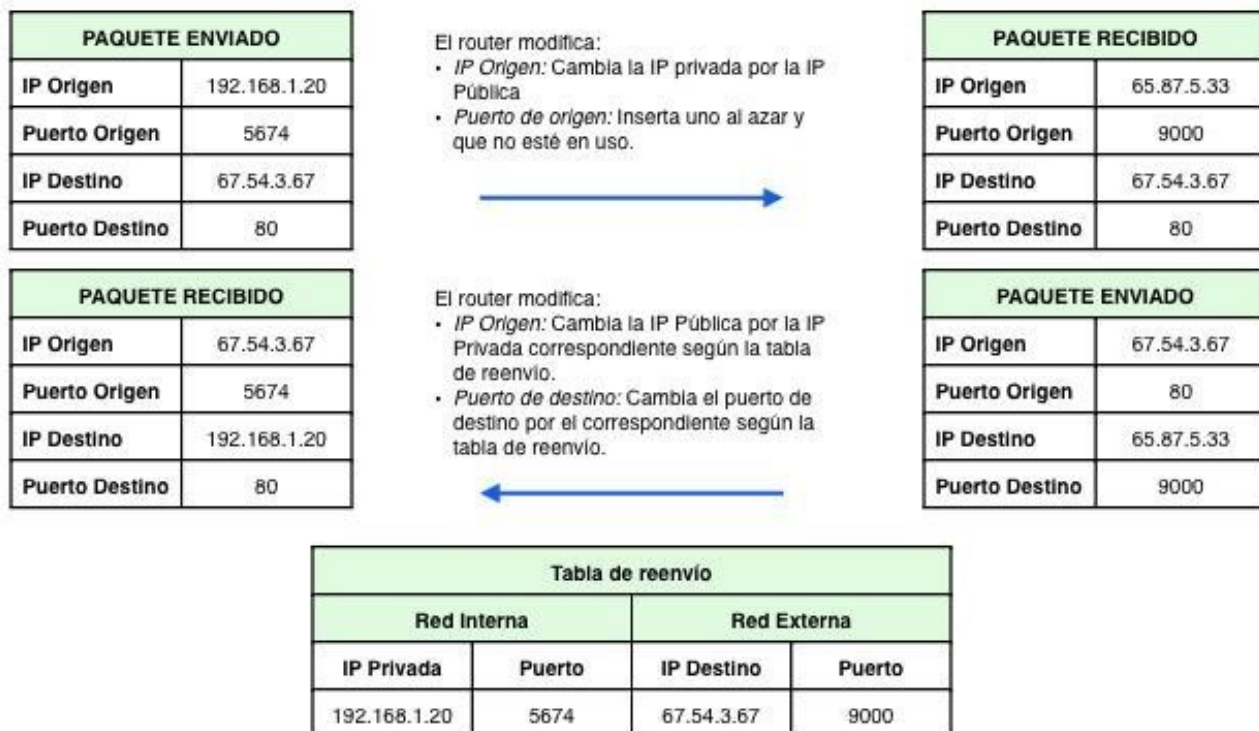 PAQUETE ENVIADO
IP Origen 192.168.1.20
Puerto Origen 5674
IP Destino 67.54.3.67
Puerto Destino 80
El router modifica:
• IP Origen: Cambia la IP privada por la IP
Pública
• Puerto de origen: Inserta uno al azar y
que no esté en uso.
PAQUETE RECIBIDO
IP Origen 65.87.5.33
Puerto Origen 9000
IP Destino 67.54.3.67
Puerto Destino 80
PAQUETE RECIBIDO
IP Origen 67.54.3.67
Puerto Origen 5674
IP Destino 192.168.1.20
Puerto Destino 80
El router modifica:
• IP Origen: Cambia la IP Pública por la IP
Privada correspondiente según la tabla
de reenvio.
• Puerto de destino: Cambia el puerto de
destino por el correspondiente según la
tabla de reenvío.
PAQUETE ENVIADO
IP Origen 67.54.3.67
Puerto Origen 80
IP Destino 65.87.5.33
Puerto Destino 9000
Tabla de reenvío
Red Interna Red Externa
IP Privada Puerto IP Destino Puerto
192.168.1.20 5674 67.54.3.67 9000